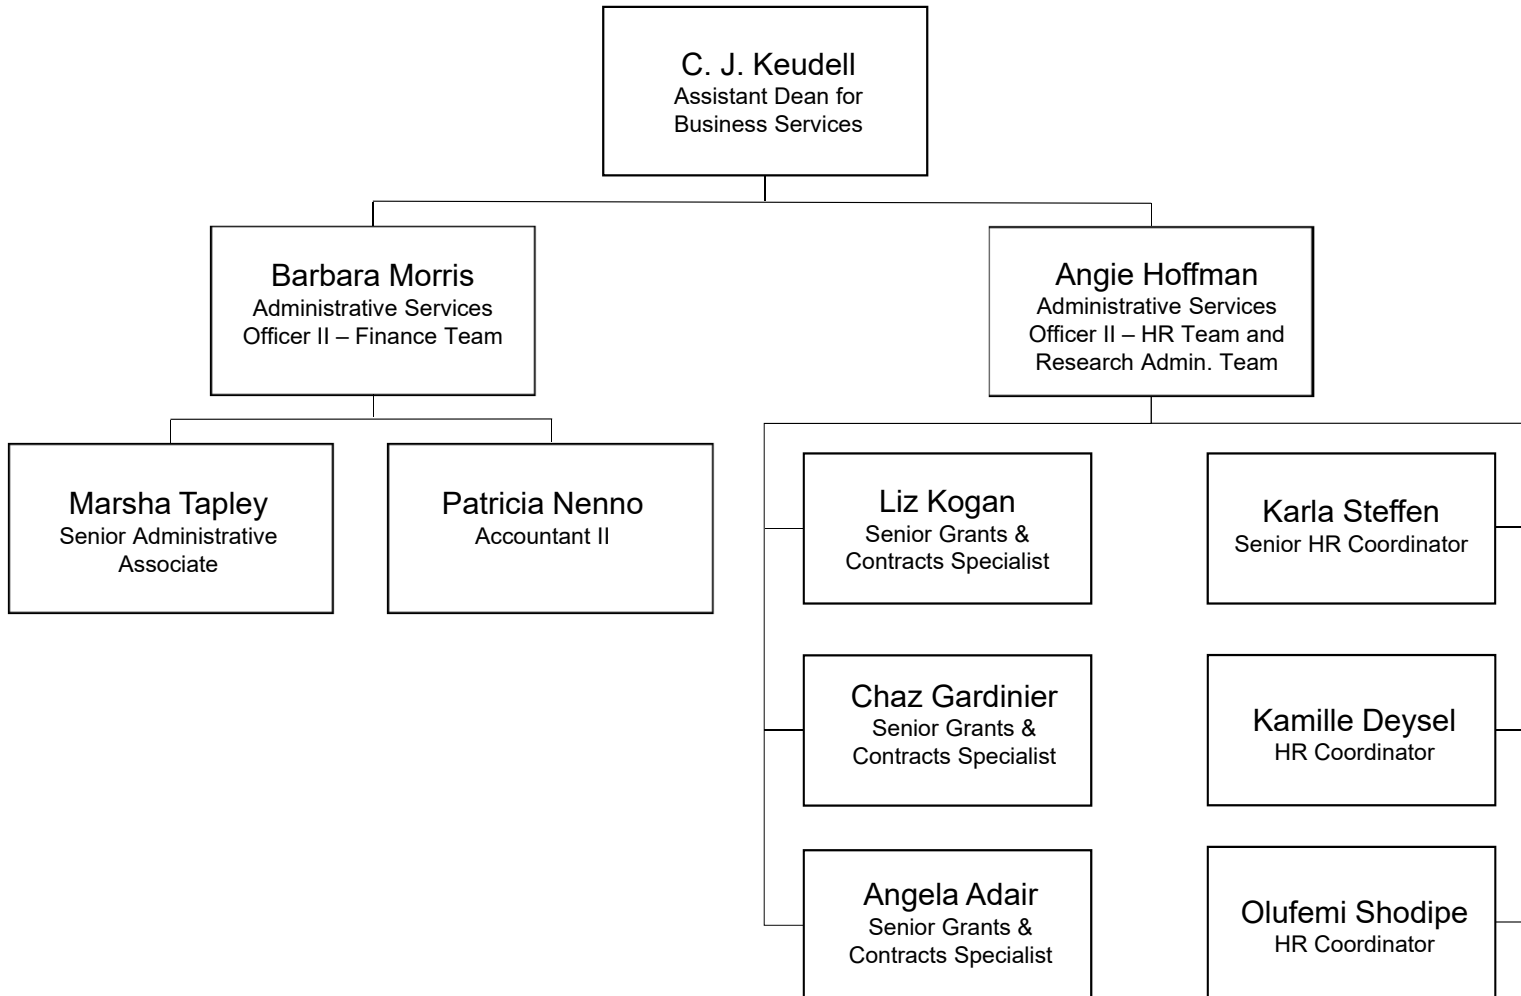 C. J. Keudell
Assistant Dean for
Business Services
Barbara Morris
Administrative Services
Officer II – Finance Team
Angie Hoffman
Administrative Services
Officer II – HR Team and
Research Admin. Team
Marsha Tapley
Senior Administrative
Associate
Patricia Nenno
Accountant II
Liz Kogan
Senior Grants &
Contracts Specialist
Karla Steffen
Senior HR Coordinator
Chaz Gardinier
Senior Grants &
Contracts Specialist
Kamille Deysel
HR Coordinator
Angela Adair
Senior Grants &
Contracts Specialist
Olufemi Shodipe
HR Coordinator